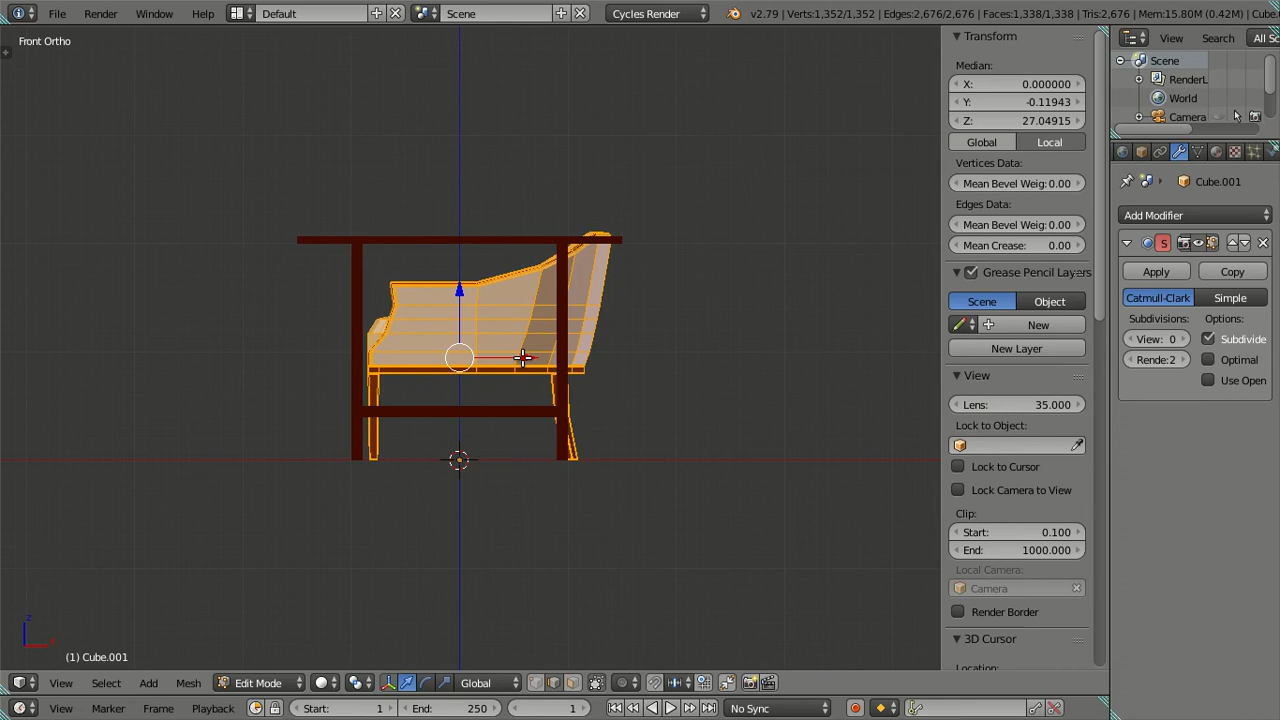 File Render Window Help Default Scene Cycles Render v2.79 | Verts:1,352/1,352 | Edges:2,676/2,676 | Faces:1,338/1,338 | Tris:2,676 | Mem:15.80M (0.42M) | Cube.
Front Ortho
Transform
Median:
X: 0.000000
Y: -0.11943
Z: 27.04915
Global Local
Vertices Data:
Mean Bevel Weig: 0.00
Edges Data:
Mean Bevel Weig: 0.00
Mean Crease: 0.00
Grease Pencil Layers
Scene Object
New
New Layer
View
Lens: 35.000
Lock to Object:
Lock to Cursor
Lock Camera to View
Clip:
Start: 0.100
End: 1000.000
Local Camera:
Camera
Render Border
3D Cursor
Location:
View Search All Sc
Scene
RenderL
World
Camera
Cube.001
Add Modifier
S
Apply Copy
Catmull-Clark Simple
Subdivisions: Options:
View: 0 Subdivide
Rende: 2 Optimal
Use Open
z
x
(1) Cube.001
View Select Add Mesh Edit Mode Global
View Marker Frame Playback Start: 1 End: 250 1 No Sync